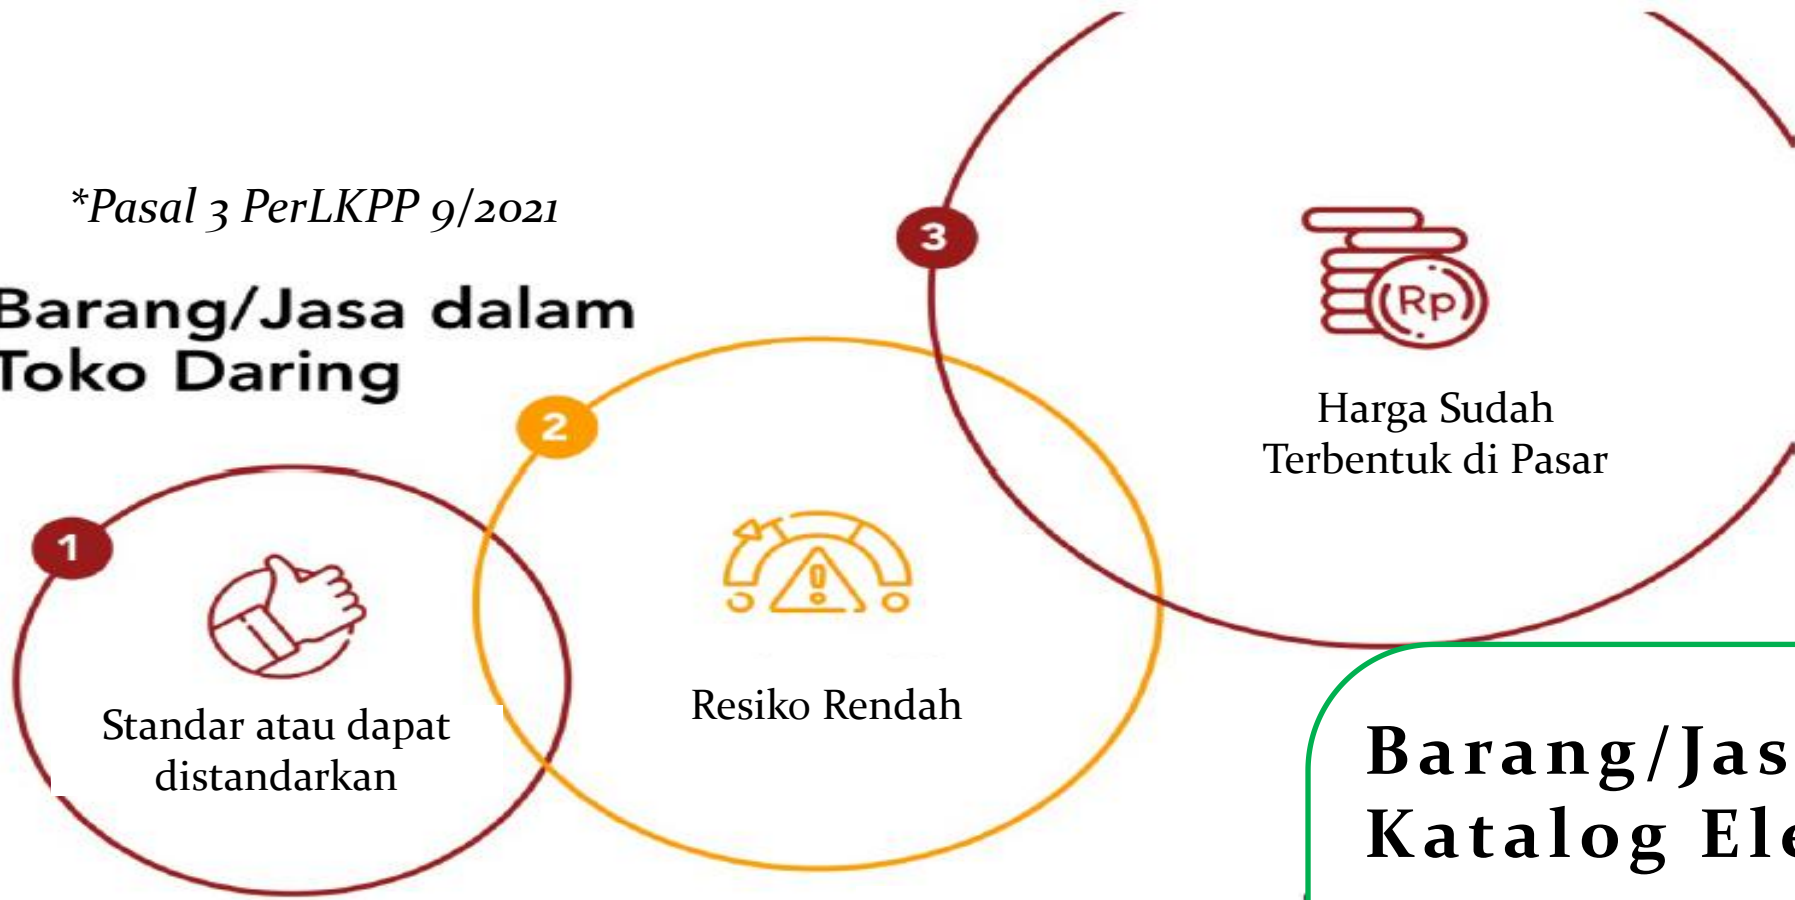 *Pasal 3 PerLKPP 9/2021
Barang/Jasa dalam
Toko Daring
3
Rp
Harga Sudah
Terbentuk di Pasar
2
Resiko Rendah
1
Standar atau dapat
distandarkan
Barang/Jas
Katalog Ele